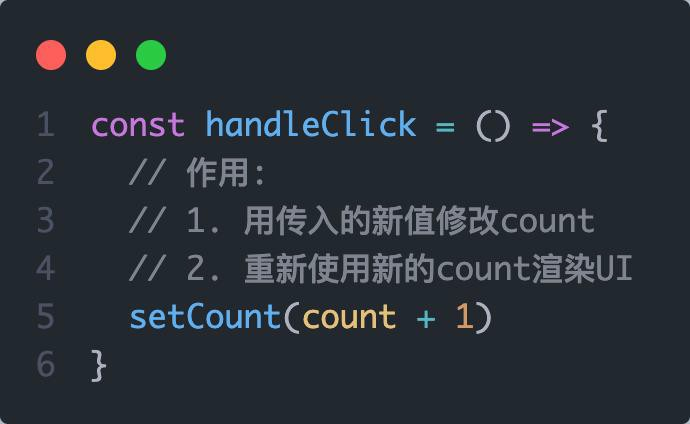 1 const handleClick = () => {
2 // 作用:
3 // 1. 用传入的新值修改count
4 // 2. 重新使用新的count渲染UI
5 setCount(count + 1)
6 }